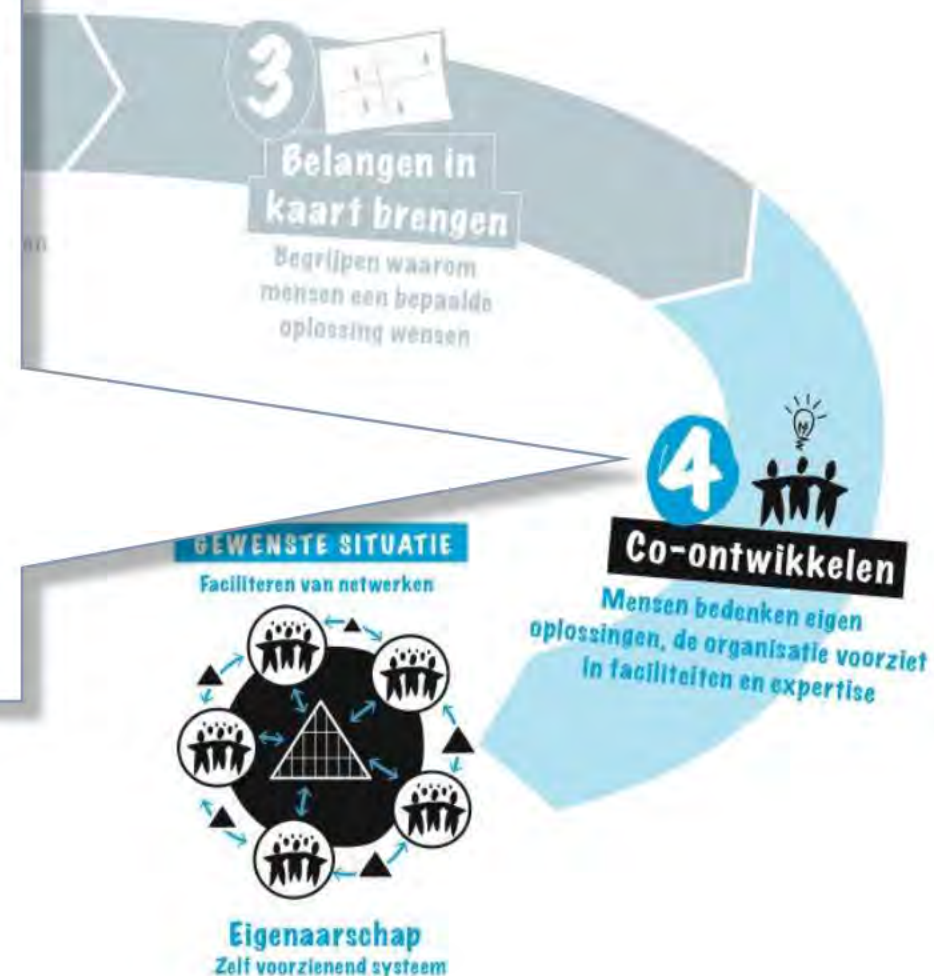 3
Belangen in
kaart brengen
Begrijpen waarom
mensen een bepaalde
oplossing wensen
en
4
Co-ontwikkelen
Mensen bedenken eigen
oplossingen, de organisatie voorziet
in faciliteiten en expertise
GEWENSTE SITUATIE
Faciliteren van netwerken
Eigenaarschap
Zelf voorzienend systeem